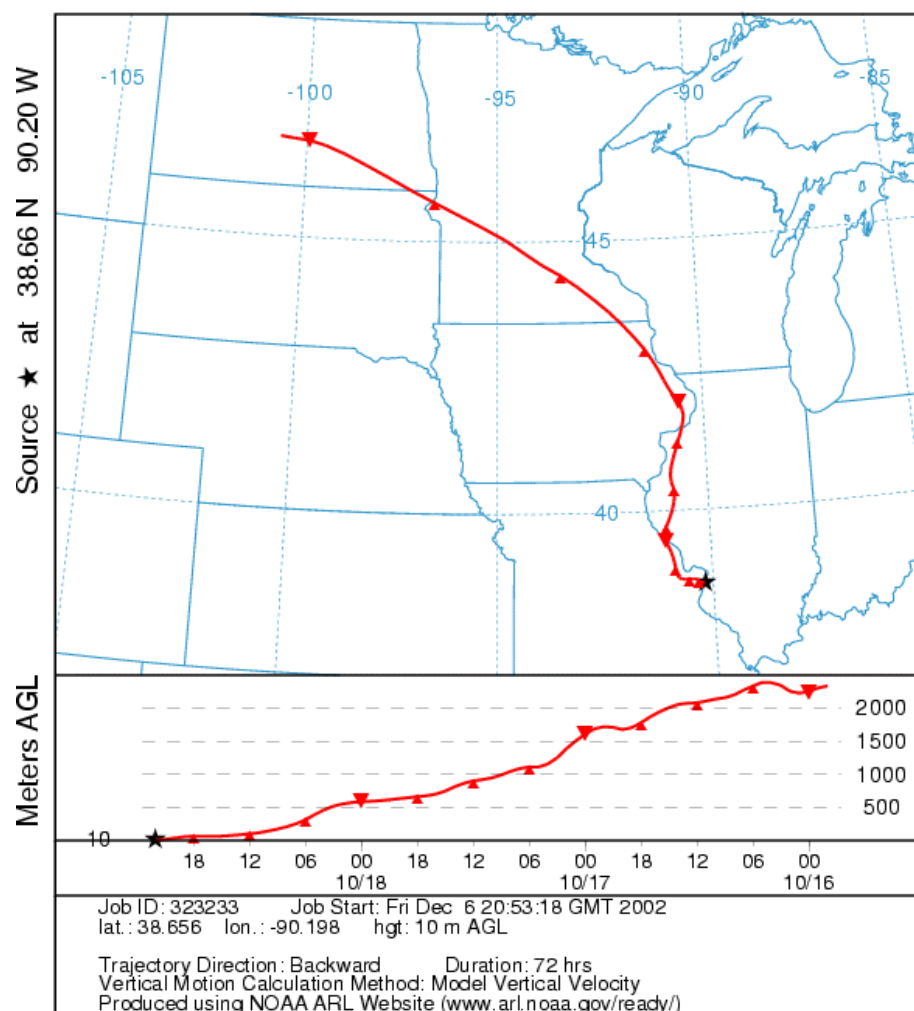 Source ★ at 38.66 N 90.20 W
-105
-100
-95
-90
-85
45
40
Meters AGL
2000
1500
1000
500
10
18 12 06 00 18 12 06 00 18 12 06 00
10/18 10/17 10/16
Job ID: 323233 Job Start: Fri Dec 6 20:53:18 GMT 2002
lat.: 38.656 lon.: -90.198 hgt: 10 m AGL
Trajectory Direction: Backward Duration: 72 hrs
Vertical Motion Calculation Method: Model Vertical Velocity
Produced using NOAA ARL Website (www.arl.noaa.gov/ready/)